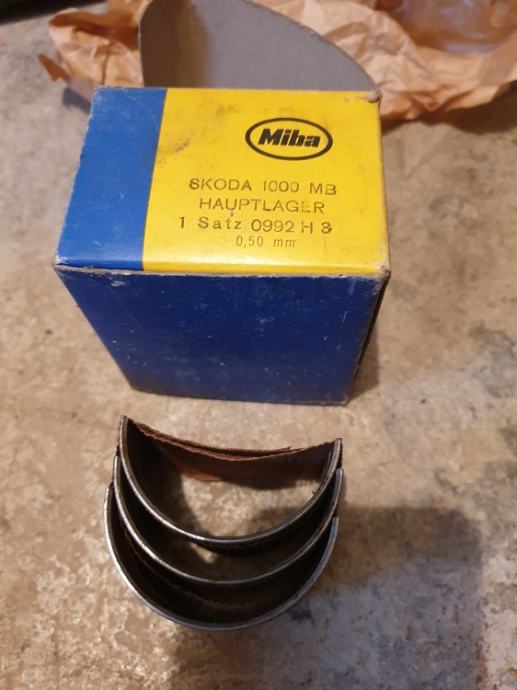 Miba
SKODA 1000 MB
HAUPTLAGER
1 Satz 0992 H 3
0,50 mm